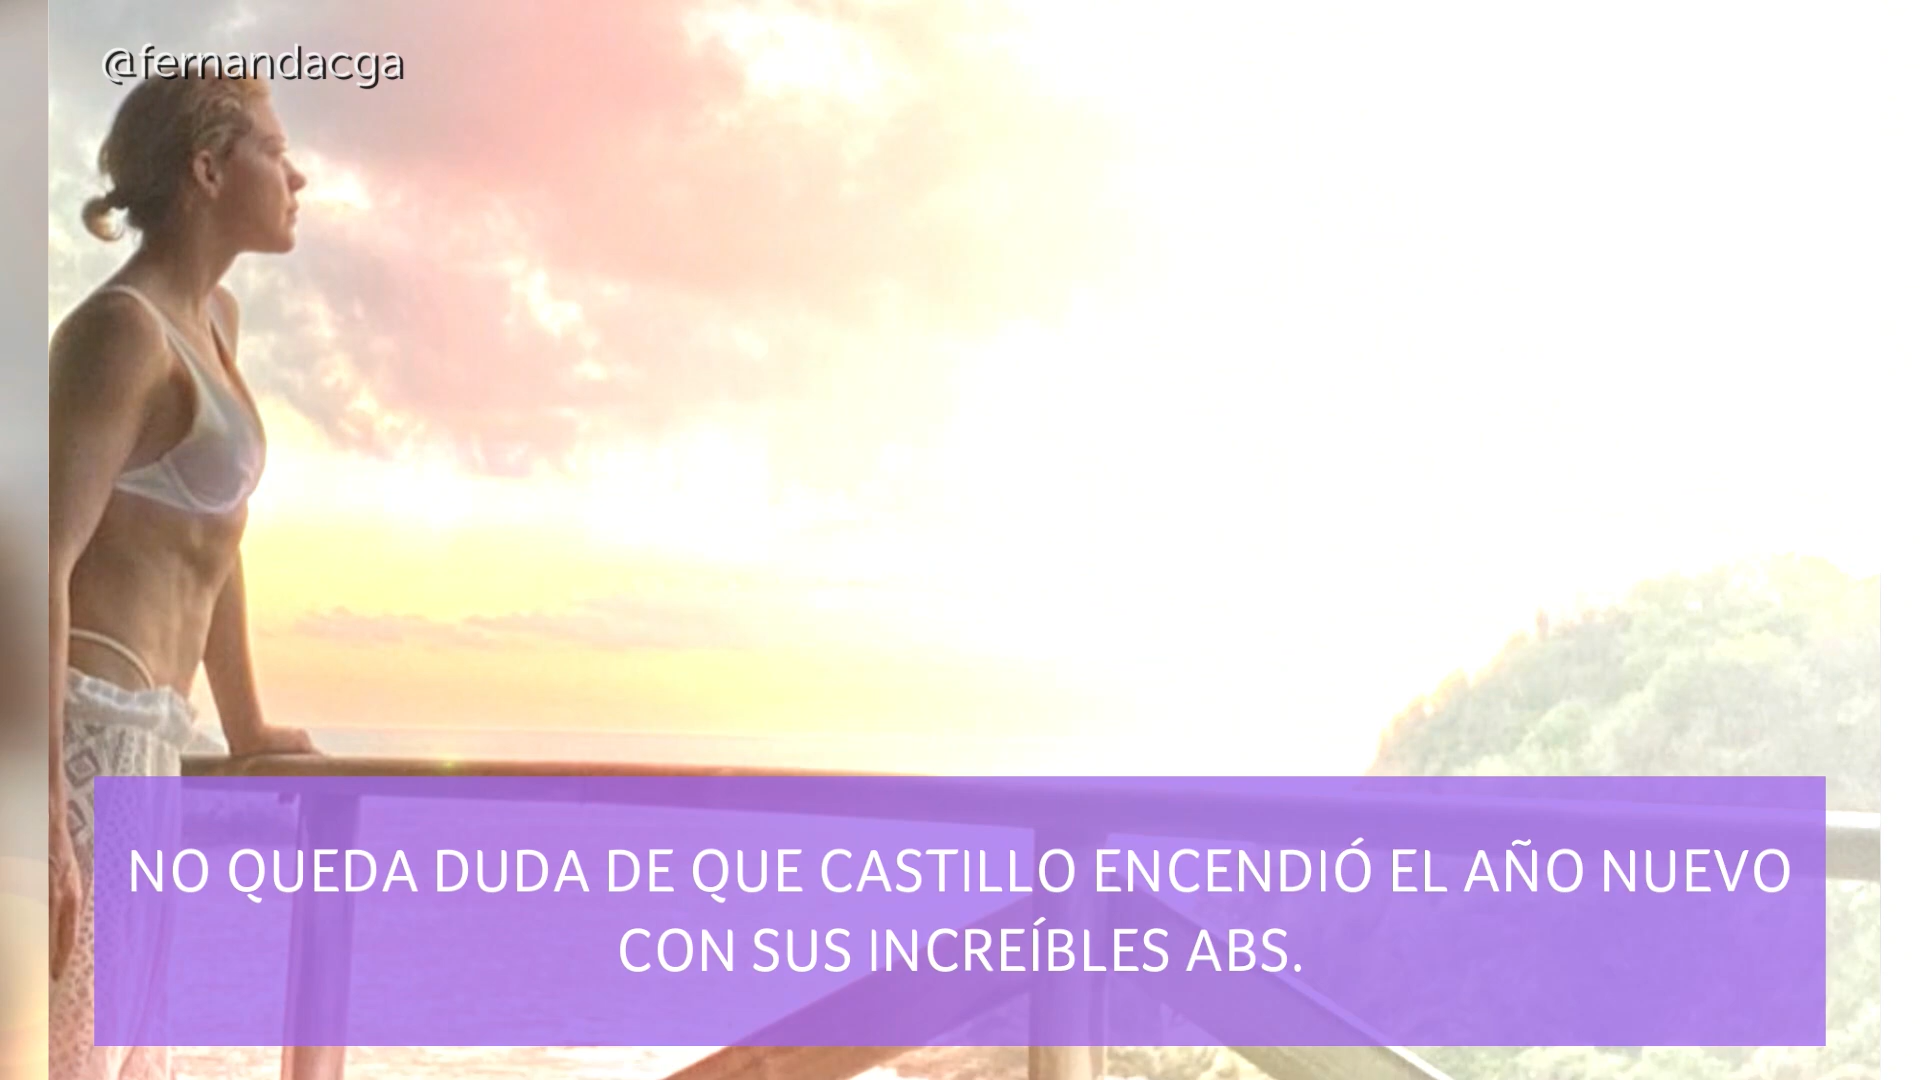 @fernandacga
NO QUEDA DUDA DE QUE CASTILLO ENCENDIÓ EL AÑO NUEVO
CON SUS INCREÍBLES ABS.